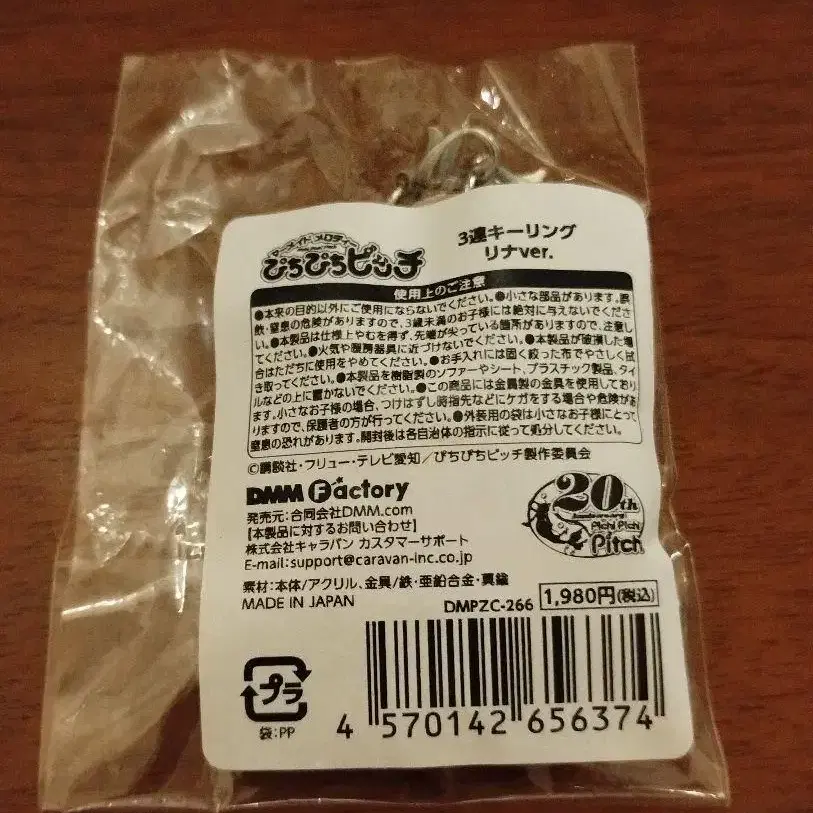 マーメイド メロディー
ぴちぴちピッチ
3連キーリング
リナver.
使用上のご注意
●本来の目的以外にご使用にならないでください。●小さな部品があります。誤
飲・窒息の危険がありますので、3歳未満のお子様には絶対に与えないでくださ
い。●本製品は仕様上やむを得ず、先端が尖っている箇所がありますので、注意し
てください。●火気や暖房器具に近づけないでください。●本製品が破損した場
合はただちに使用をやめてください。●お手入れには固く絞った布でやさしく拭
き取ってください。●本製品を樹脂製のソファーやシート、プラスチック製品、タイ
ルなどの上に置かないでください。●この商品には金属製の金具を使用しており
ます。小さなお子様の場合、つけはずし時指先などにケガをする場合や危険があ
りますので、保護者の方が行ってください。●外装用の袋は小さなお子様にとって
窒息の恐れがあります。開封後は各自治体の指示に従って処分してください。
©講談社・フリュー・テレビ愛知/ぴちぴちピッチ製作委員会
DMM Factory
発売元:合同会社DMM.com
【本製品に対するお問い合わせ】
株式会社キャラバン カスタマーサポート
E-mail:support@caravan-inc.co.jp
20th
Anniversary
Pichi Pichi
Pitch
素材:本体/アクリル、金具/鉄・亜鉛合金・真鍮
MADE IN JAPAN
DMPZC-266
1,980円(税込)
プラ
袋:PP
4 570142 656374